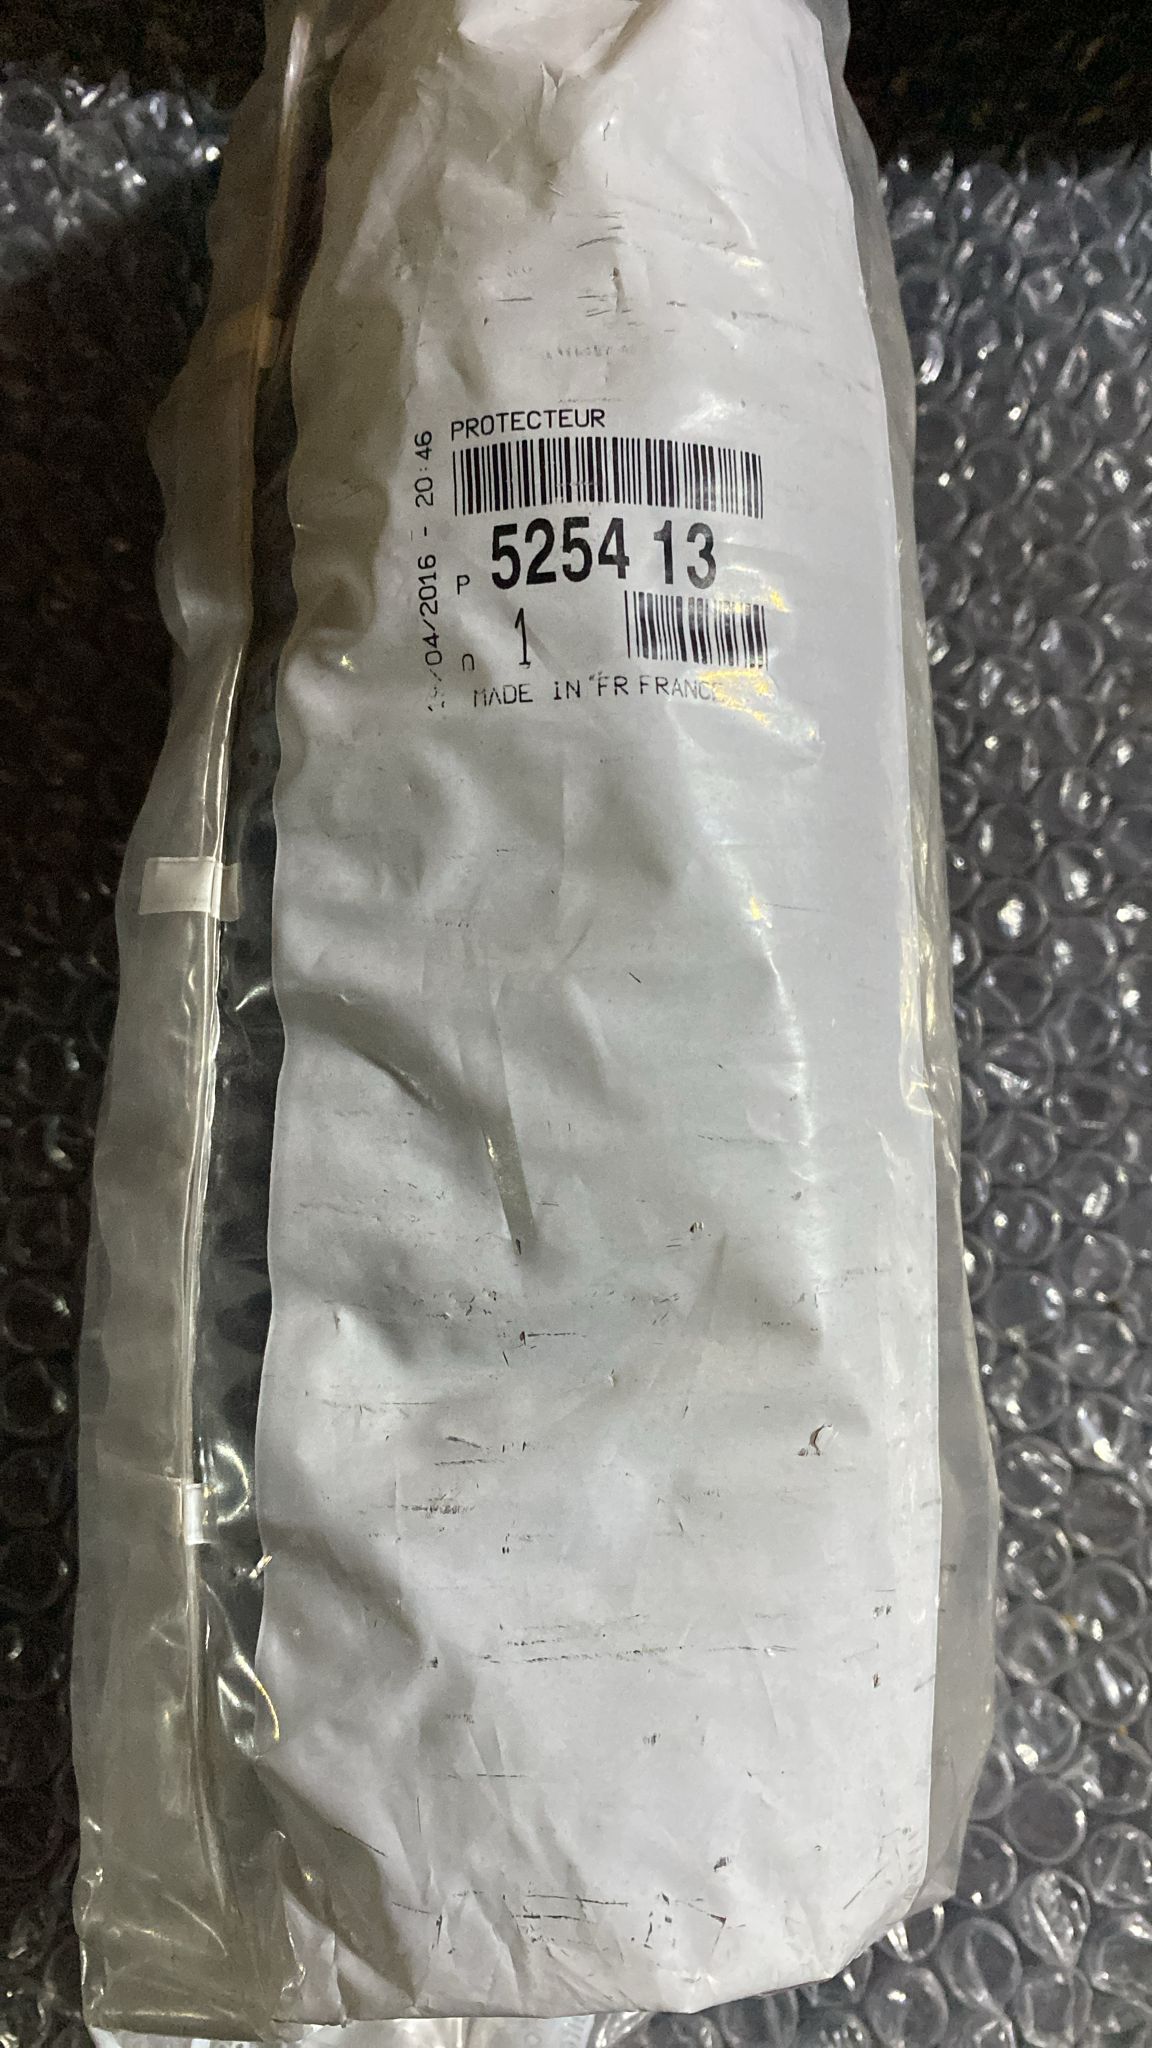 PROTECTEUR
P 5254 13
Q 1
MADE IN FR FRANCE
/04/2016 - 20:46